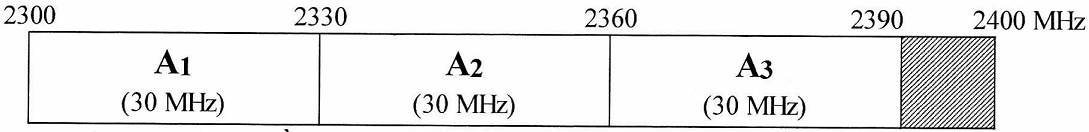 2300 2330 2360 2390 2400 MHz
A1 A2 A3
(30 MHz) (30 MHz) (30 MHz)